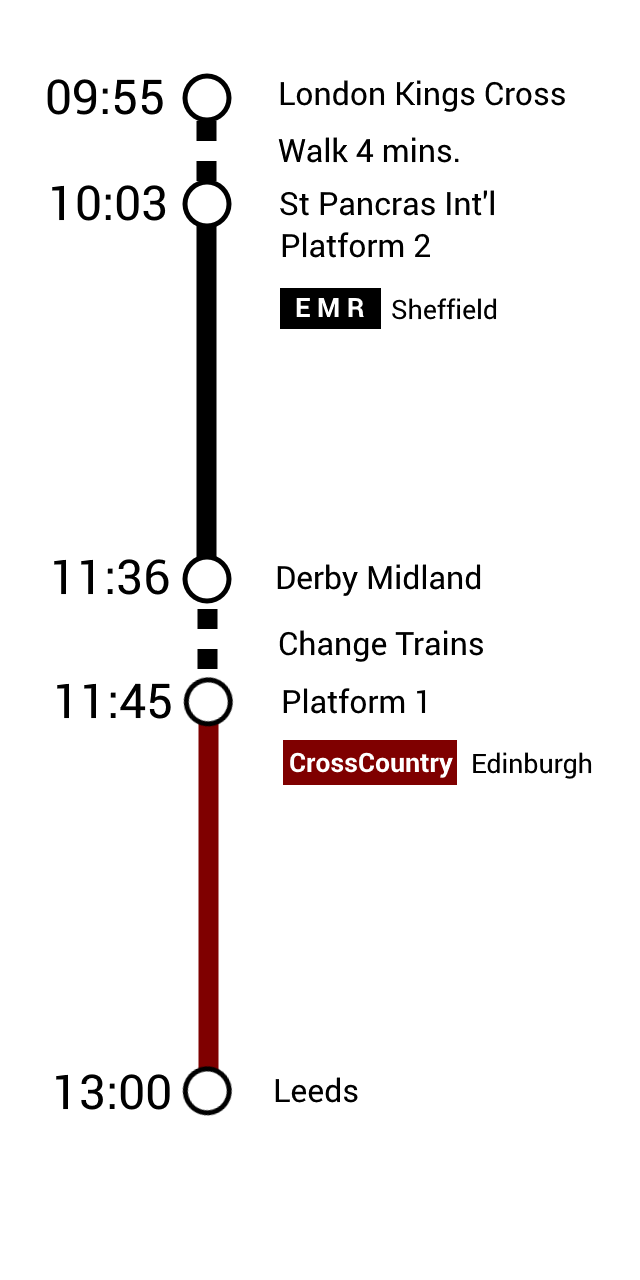 09:55 London Kings Cross
Walk 4 mins.
10:03 St Pancras Int'l
Platform 2
EMR Sheffield
11:36 Derby Midland
Change Trains
11:45 Platform 1
CrossCountry Edinburgh
13:00 Leeds